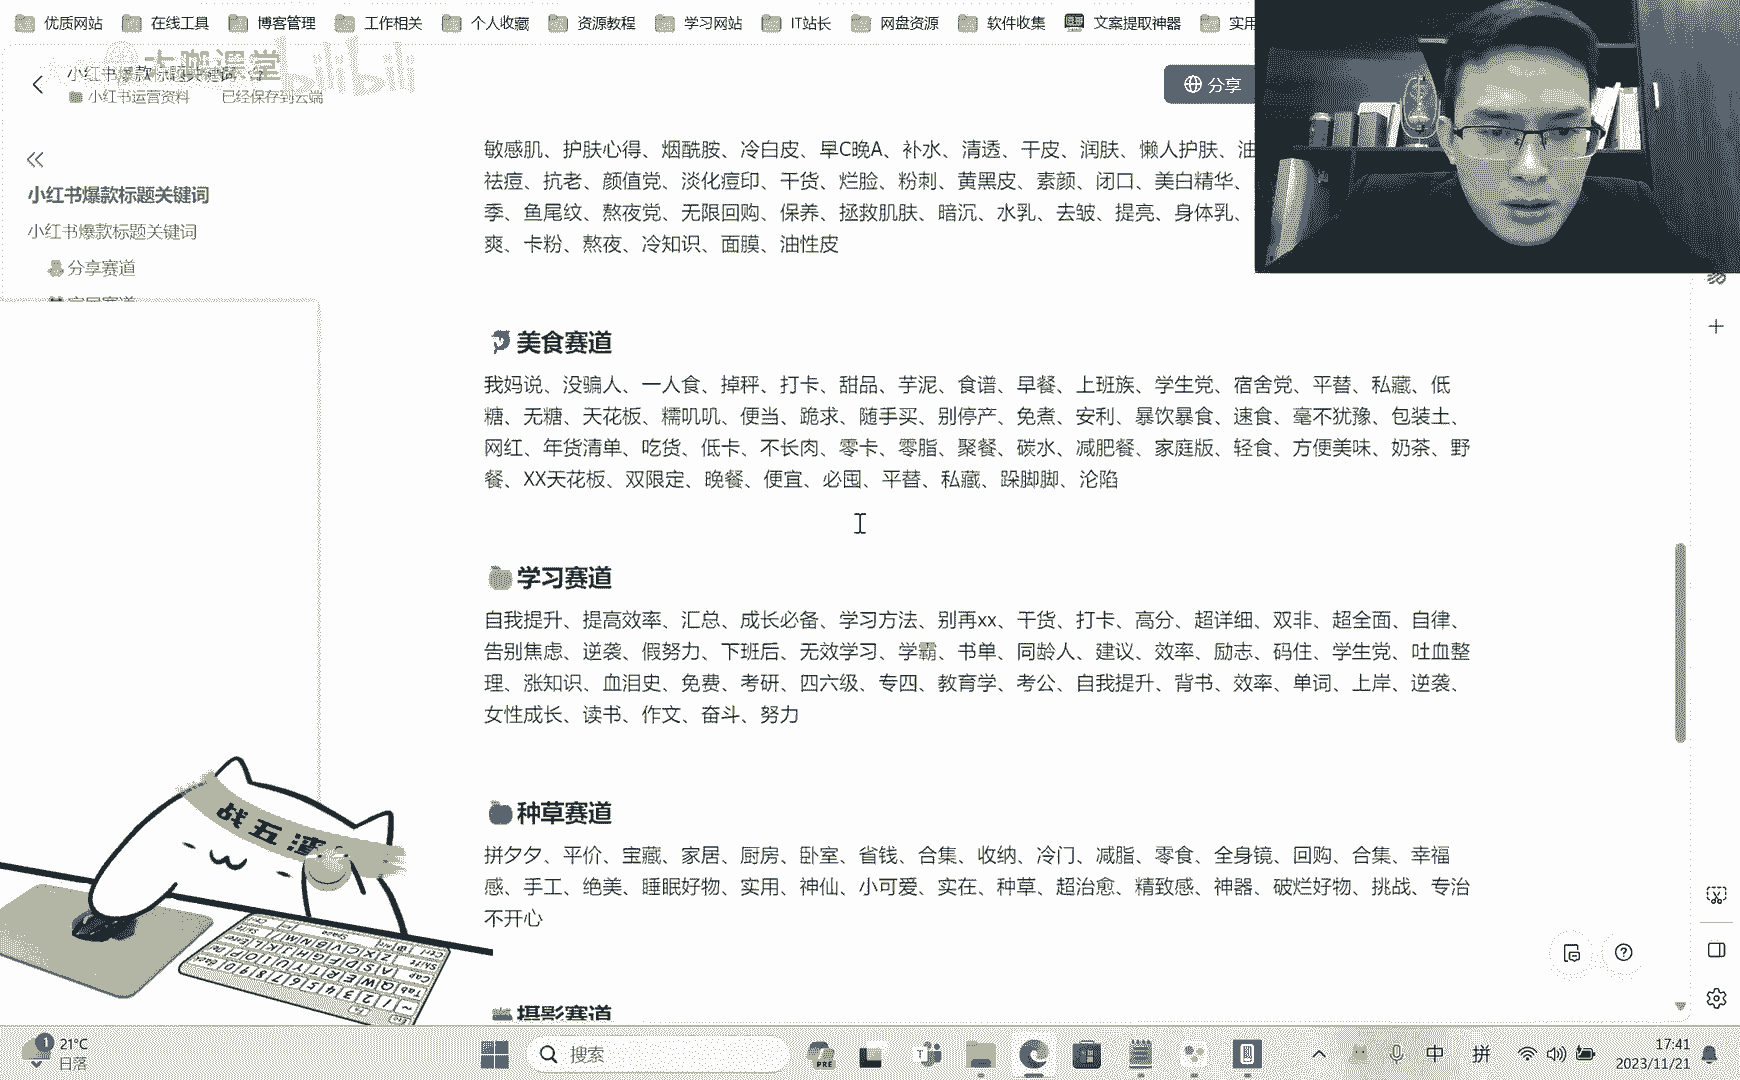 优质网站 在线工具 博客管理 工作相关 个人收藏 资源教程 学习网站 IT站长 网盘资源 软件收集 文案提取神器 实用
大咖课堂 bilibili
小红书爆款标题关键词
小红书运营资料 已经保存到云端
分享
小红书爆款标题关键词
小红书爆款标题关键词
分享赛道
敏感肌、护肤心得、烟酰胺、冷白皮、早C晚A、补水、清透、干皮、润肤、懒人护肤、油
祛痘、抗老、颜值党、淡化痘印、干货、烂脸、粉刺、黄黑皮、素颜、闭口、美白精华、
季、鱼尾纹、熬夜党、无限回购、保养、拯救肌肤、暗沉、水乳、去皱、提亮、身体乳、
爽、卡粉、熬夜、冷知识、面膜、油性皮
美食赛道
我妈说、没骗人、一人食、掉秤、打卡、甜品、芋泥、食谱、早餐、上班族、学生党、宿舍党、平替、私藏、低
糖、无糖、天花板、糯叽叽、便当、跪求、随手买、别停产、免煮、安利、暴饮暴食、速食、毫不犹豫、包装土、
网红、年货清单、吃货、低卡、不长肉、零卡、零脂、聚餐、碳水、减肥餐、家庭版、轻食、方便美味、奶茶、野
餐、XX天花板、双限定、晚餐、便宜、必囤、平替、私藏、跺脚脚、沦陷
学习赛道
自我提升、提高效率、汇总、成长必备、学习方法、别再xx、干货、打卡、高分、超详细、双非、超全面、自律、
告别焦虑、逆袭、假努力、下班后、无效学习、学霸、书单、同龄人、建议、效率、励志、码住、学生党、吐血整
理、涨知识、血泪史、免费、考研、四六级、专四、教育学、考公、自我提升、背书、效率、单词、上岸、逆袭、
女性成长、读书、作文、奋斗、努力
种草赛道
拼夕夕、平价、宝藏、家居、厨房、卧室、省钱、合集、收纳、冷门、减脂、零食、全身镜、回购、合集、幸福
感、手工、绝美、睡眠好物、实用、神仙、小可爱、实在、种草、超治愈、精致感、神器、破烂好物、挑战、专治
不开心
摄影赛道
战五渣
1
21°C
日落
搜索
PRE
中 拼
17:41
2023/11/21